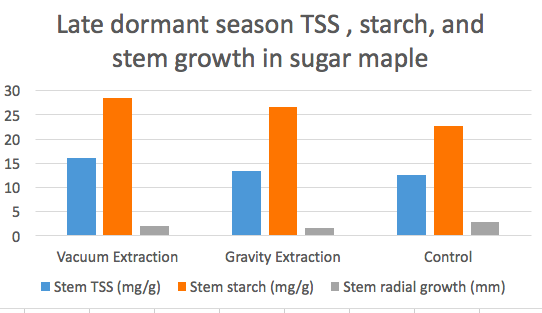 Late dormant season TSS , starch, and
stem growth in sugar maple
30
25
20
15
10
5
0
Vacuum Extraction Gravity Extraction Control
Stem TSS (mg/g) Stem starch (mg/g) Stem radial growth (mm)